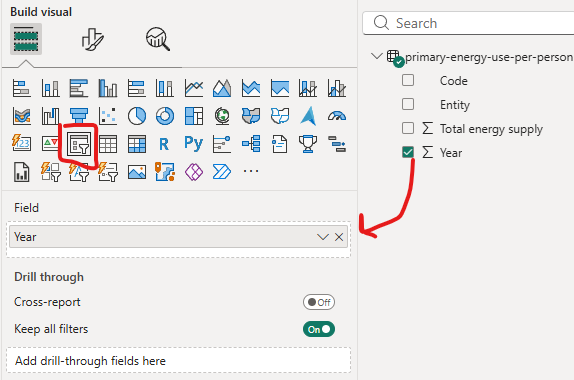 Build visual
Search
primary-energy-use-per-person
Code
Entity
Σ Total energy supply
Σ Year
123
R
Py
...
Field
Year
Drill through
Cross-report
Off
Keep all filters
On
Add drill-through fields here